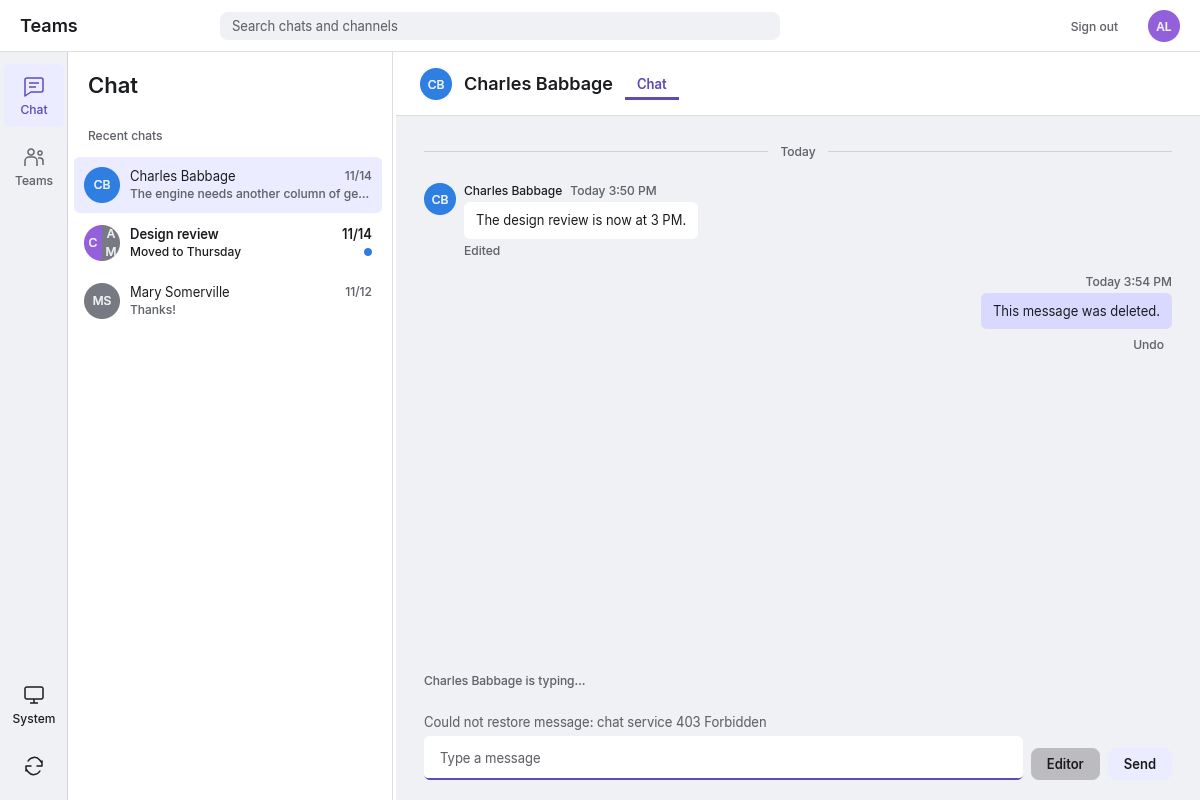 Teams
Search chats and channels
Sign out
AL
Chat
Teams
System
Chat
Recent chats
CB
Charles Babbage
11/14
The engine needs another column of ge...
C
A
M
Design review
11/14
Moved to Thursday
MS
Mary Somerville
11/12
Thanks!
CB
Charles Babbage
Chat
Today
CB
Charles Babbage Today 3:50 PM
The design review is now at 3 PM.
Edited
Today 3:54 PM
This message was deleted.
Undo
Charles Babbage is typing...
Could not restore message: chat service 403 Forbidden
Type a message
Editor
Send